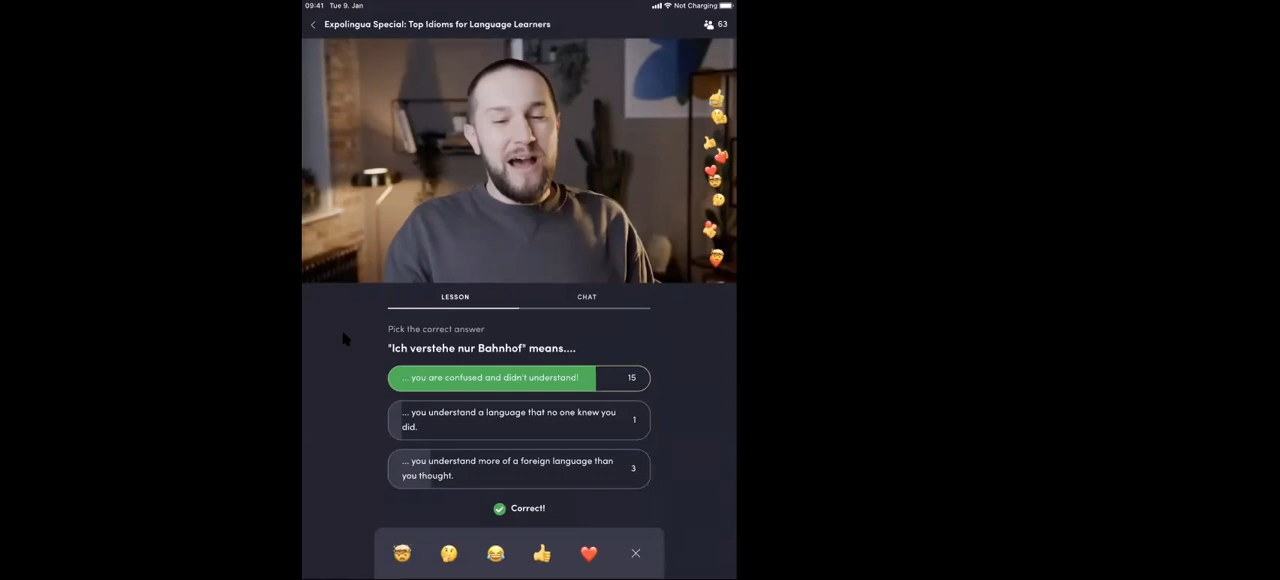 09:41 Tue 9. Jan
Not Charging
Expolingua Special: Top Idioms for Language Learners
63
LESSON
CHAT
Pick the correct answer
"Ich verstehe nur Bahnhof" means....
... you are confused and didn't understand!
15
... you understand a language that no one knew you
did.
1
... you understand more of a foreign language than
you thought.
3
Correct!